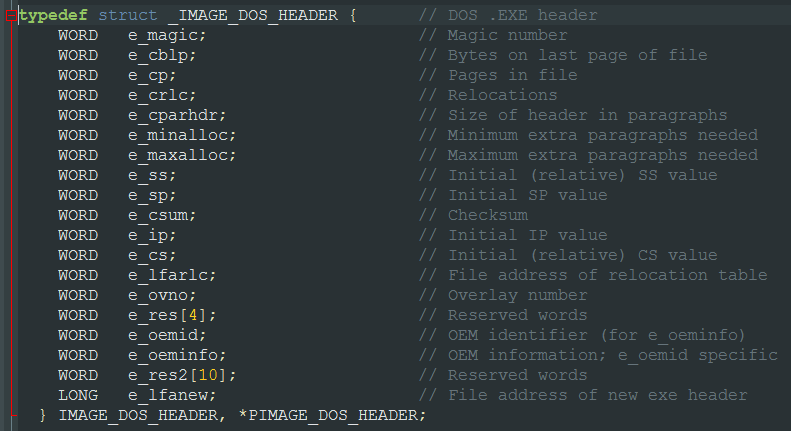 typedef struct _IMAGE_DOS_HEADER { // DOS .EXE header
WORD e_magic; // Magic number
WORD e_cblp; // Bytes on last page of file
WORD e_cp; // Pages in file
WORD e_crlc; // Relocations
WORD e_cparhdr; // Size of header in paragraphs
WORD e_minalloc; // Minimum extra paragraphs needed
WORD e_maxalloc; // Maximum extra paragraphs needed
WORD e_ss; // Initial (relative) SS value
WORD e_sp; // Initial SP value
WORD e_csum; // Checksum
WORD e_ip; // Initial IP value
WORD e_cs; // Initial (relative) CS value
WORD e_lfarlc; // File address of relocation table
WORD e_ovno; // Overlay number
WORD e_res[4]; // Reserved words
WORD e_oemid; // OEM identifier (for e_oeminfo)
WORD e_oeminfo; // OEM information; e_oemid specific
WORD e_res2[10]; // Reserved words
LONG e_lfanew; // File address of new exe header
} IMAGE_DOS_HEADER, *PIMAGE_DOS_HEADER;